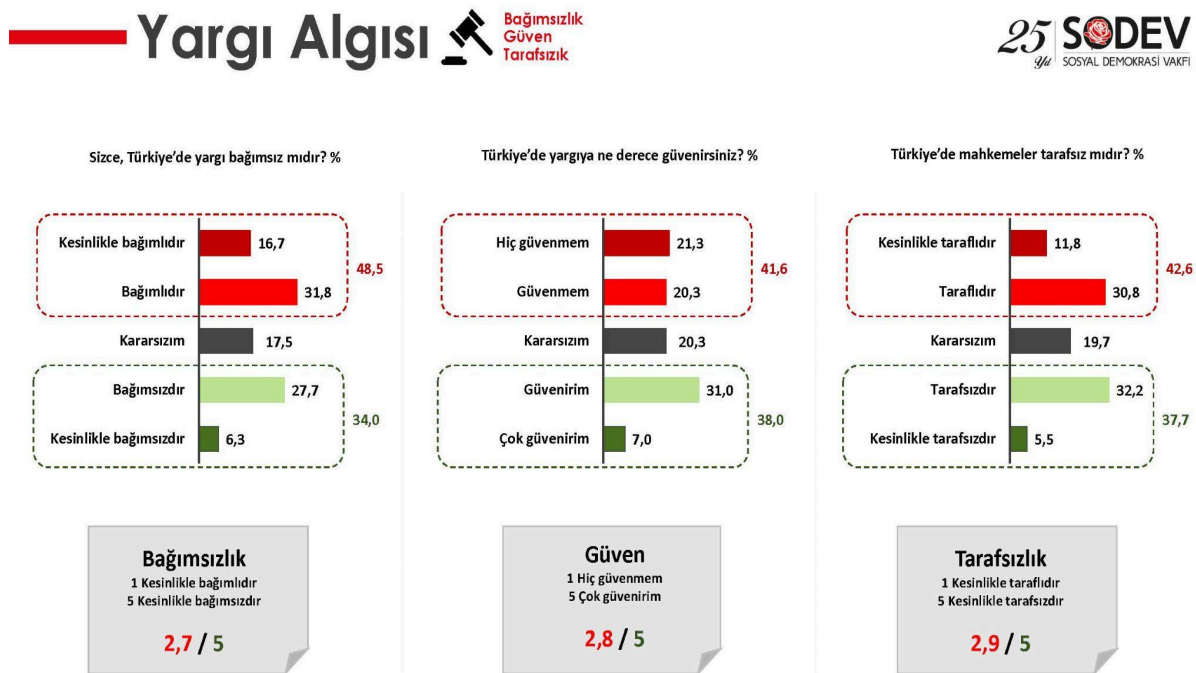 Yargı Algısı
Bağımsızlık
Güven
Tarafsızık
25 Yıl
SODEV
SOSYAL DEMOKRASİ VAKFI
Sizce, Türkiye'de yargı bağımsız mıdır? %
Kesinlikle bağımlıdır 16,7
Bağımlıdır 31,8
48,5
Kararsızım 17,5
Bağımsızdır 27,7
Kesinlikle bağımsızdır 6,3
34,0
Bağımsızlık
1 Kesinlikle bağımlıdır
5 Kesinlikle bağımsızdır
2,7 / 5
Türkiye'de yargıya ne derece güvenirsiniz? %
Hiç güvenmem 21,3
Güvenmem 20,3
41,6
Kararsızım 20,3
Güvenirim 31,0
Çok güvenirim 7,0
38,0
Güven
1 Hiç güvenmem
5 Çok güvenirim
2,8 / 5
Türkiye'de mahkemeler tarafsız mıdır? %
Kesinlikle taraflıdır 11,8
Taraflıdır 30,8
42,6
Kararsızım 19,7
Tarafsızdır 32,2
Kesinlikle tarafsızdır 5,5
37,7
Tarafsızlık
1 Kesinlikle taraflıdır
5 Kesinlikle tarafsızdır
2,9 / 5